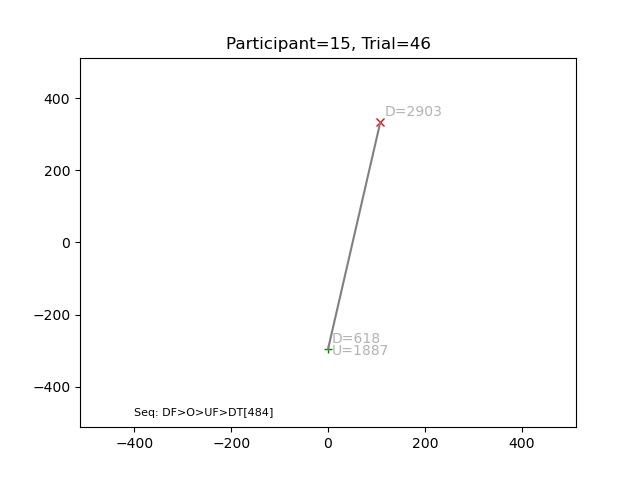 Participant=15, Trial=46
400
200
0
−200
−400
D=2903
D=618
U=1887
Seq: DF>O>UF>DT[484]
−400 −200 0 200 400